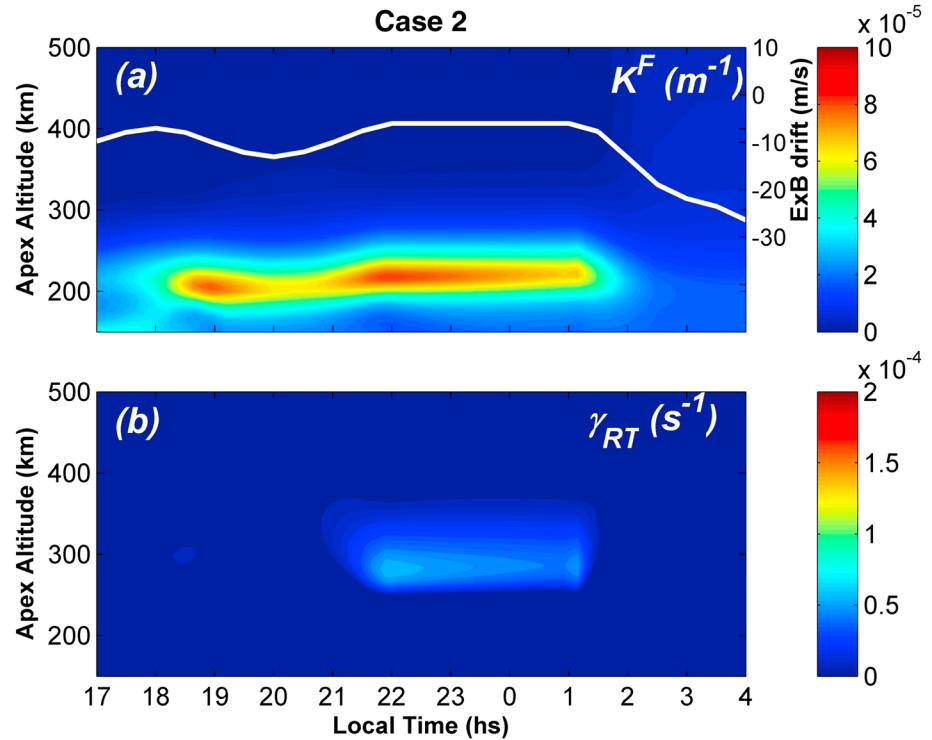 Case 2
x 10^-5
(a)
K^F (m^-1)
Apex Altitude (km)
500
400
300
200
10
0
-10
-20
-30
ExB drift (m/s)
10
8
6
4
2
0
x 10^-4
(b)
γ_RT (s^-1)
Apex Altitude (km)
500
400
300
200
2
1.5
1
0.5
0
17 18 19 20 21 22 23 0 1 2 3 4
Local Time (hs)